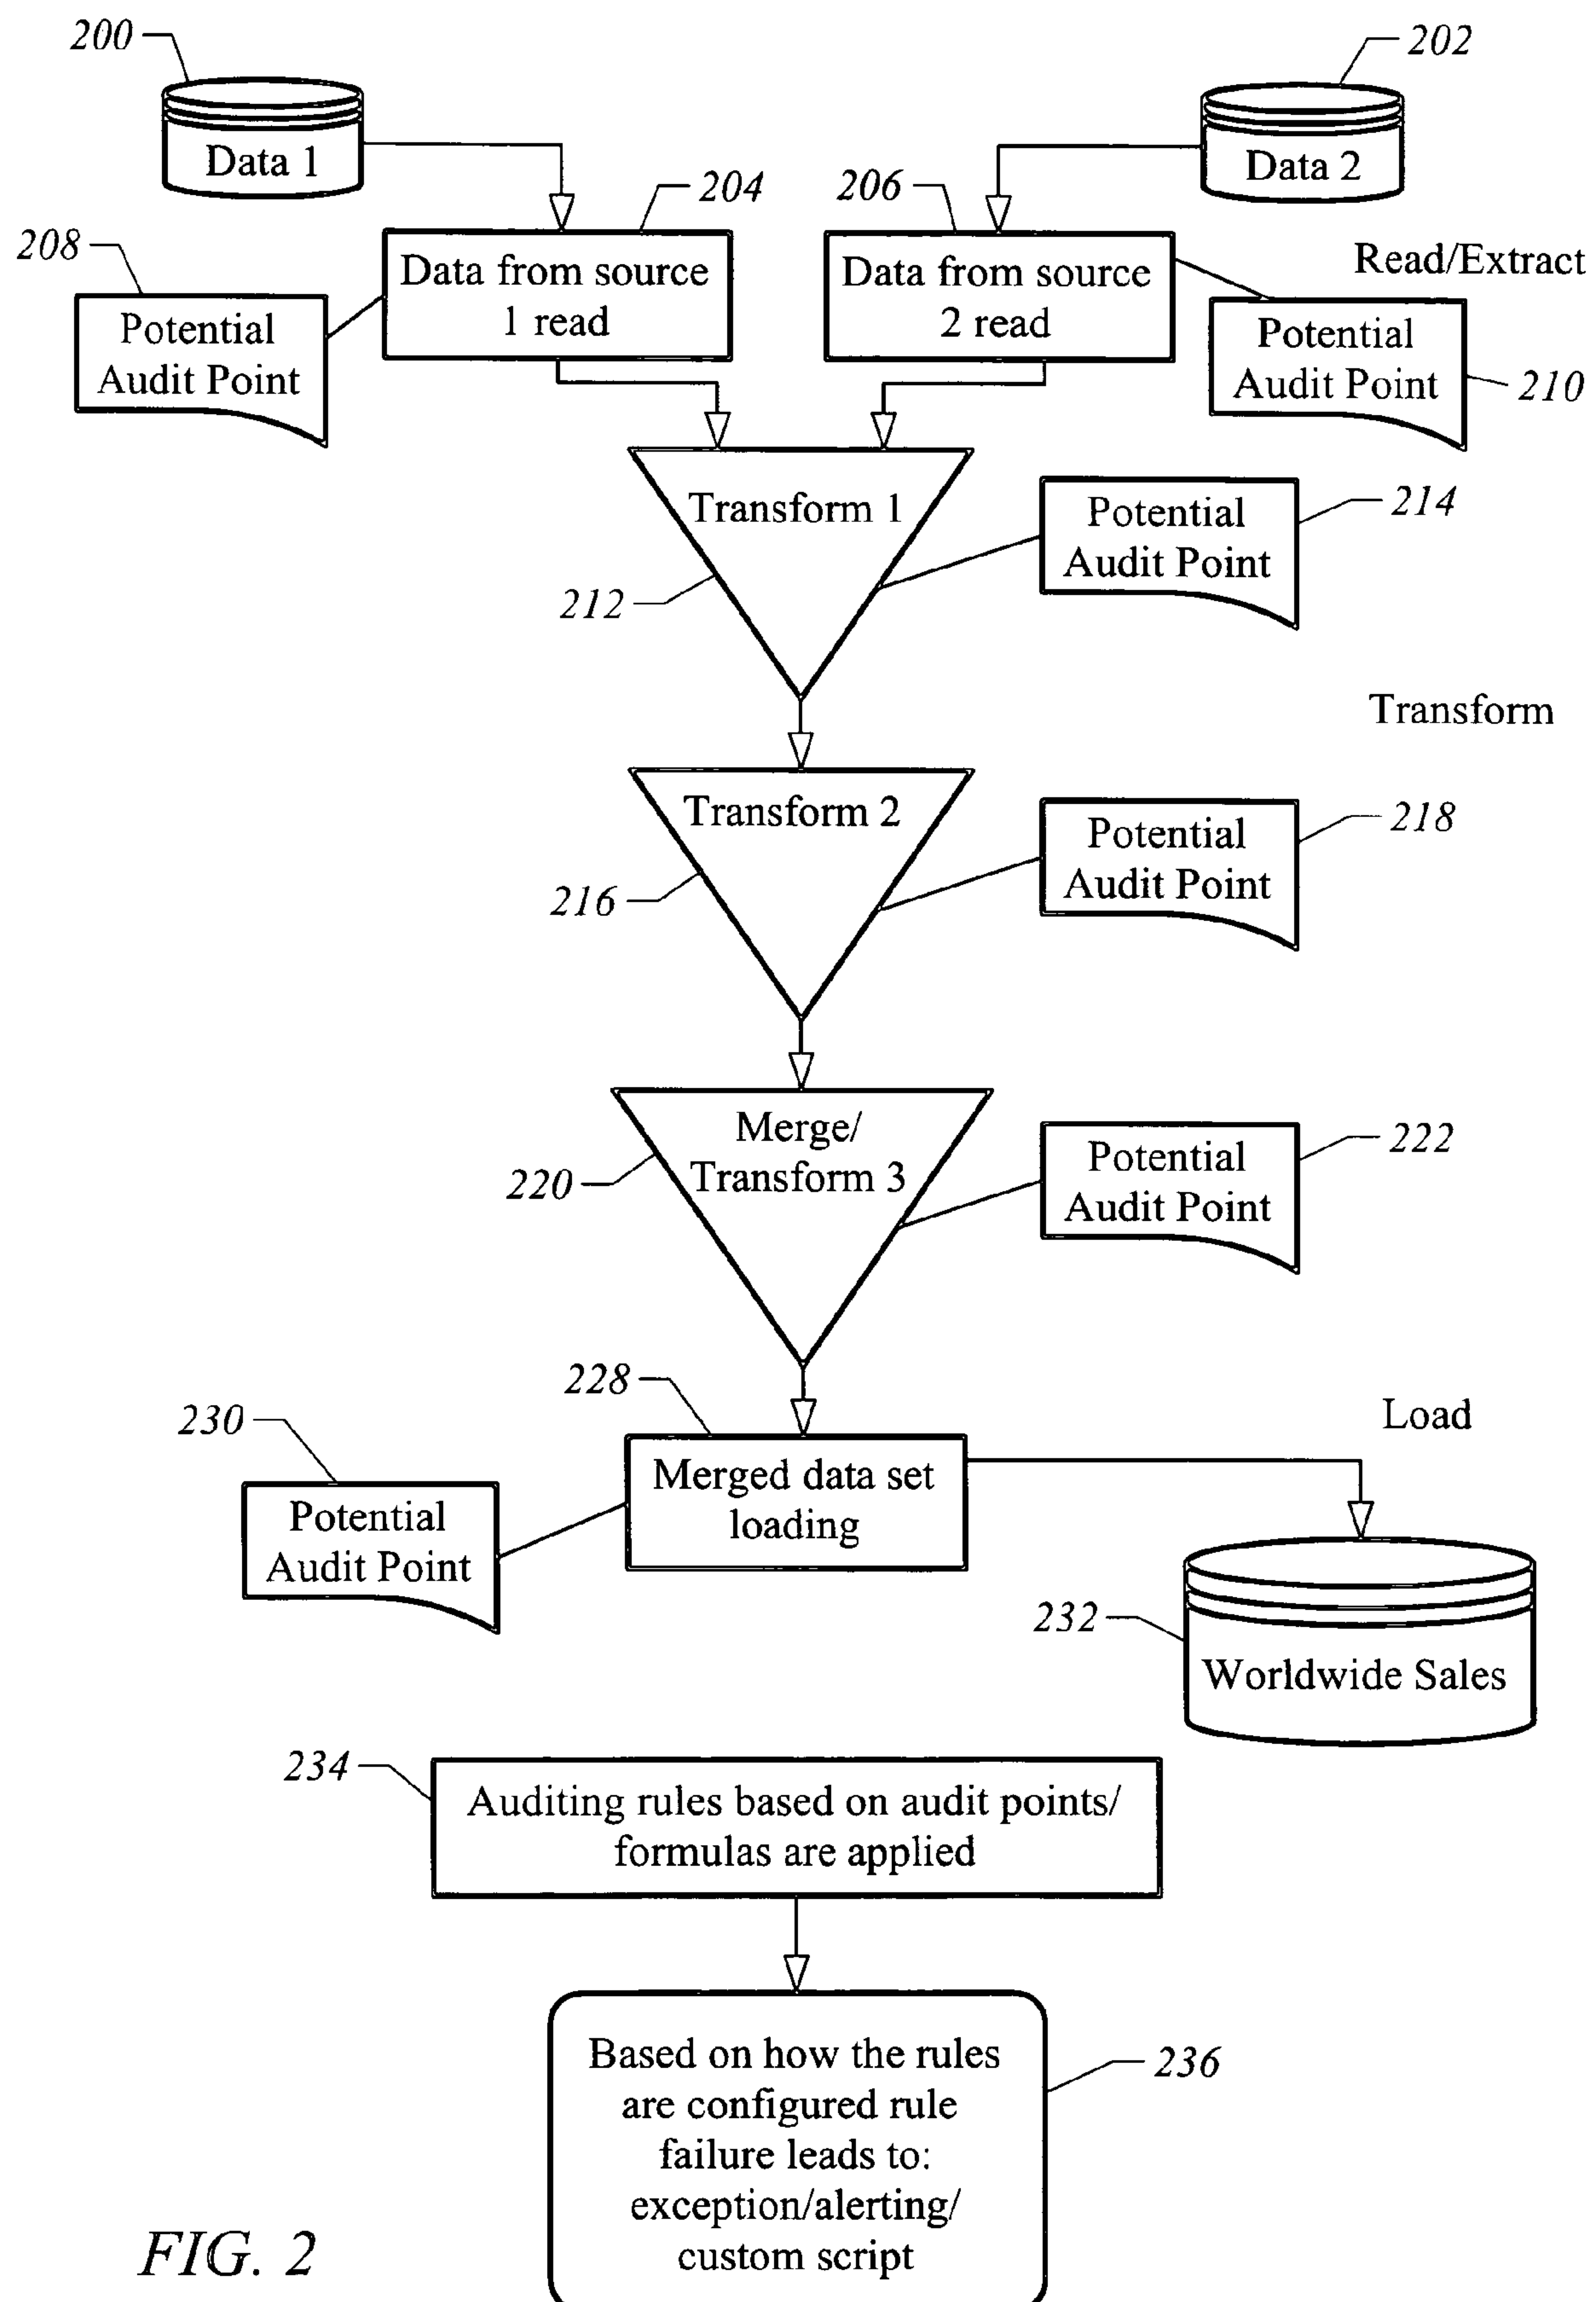 200
202
Data 1
Data 2
204
206
208
Data from source
1 read
Data from source
2 read
Read/Extract
Potential
Audit Point
Potential
Audit Point
210
Transform 1
212
Potential
Audit Point
214
Transform
Transform 2
216
Potential
Audit Point
218
Merge/
Transform 3
220
Potential
Audit Point
222
228
230
Load
Merged data set
loading
Potential
Audit Point
232
Worldwide Sales
234
Auditing rules based on audit points/
formulas are applied
Based on how the rules
are configured rule
failure leads to:
exception/alerting/
custom script
236
FIG. 2